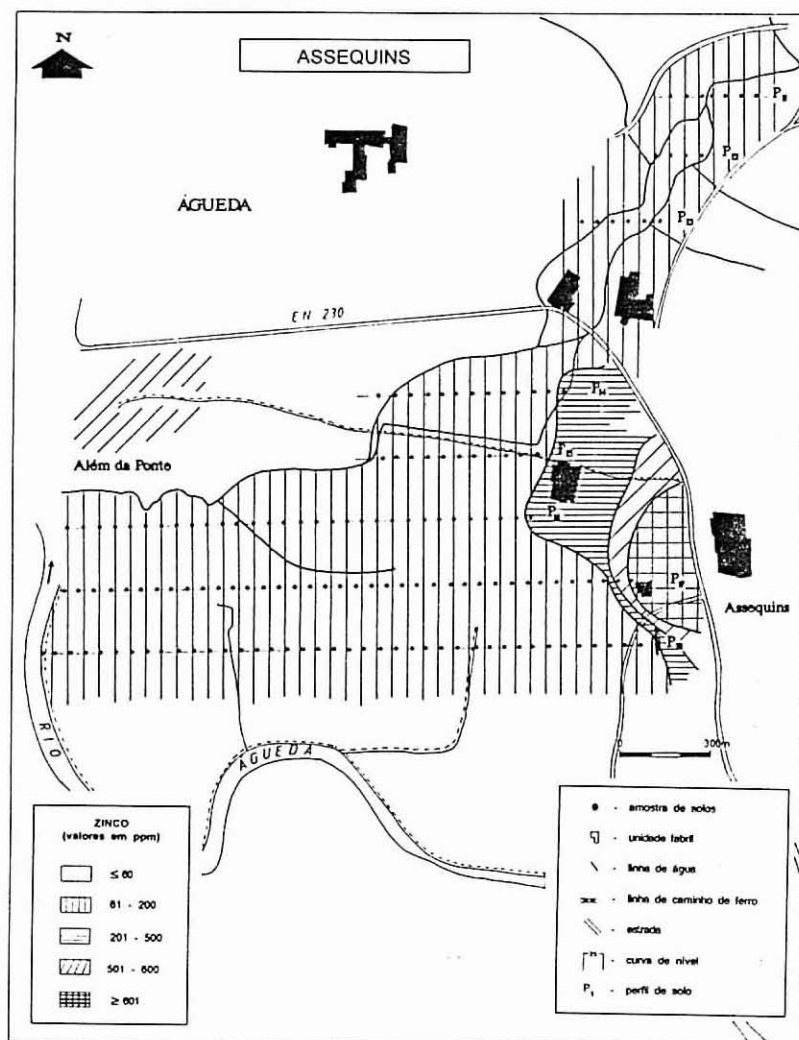 N
ASSEQUINS
ÁGUEDA
EN 230
Além da Ponte
Assequins
RIO
ÁGUEDA
0 300m
ZINCO
(valores em ppm)
≤ 60
61 - 200
201 - 500
501 - 600
≥ 601
- amostra de solos
- unidade fabril
- linha de água
- linha de caminho de ferro
- estrada
- curva de nível
P₁ - perfil de solo